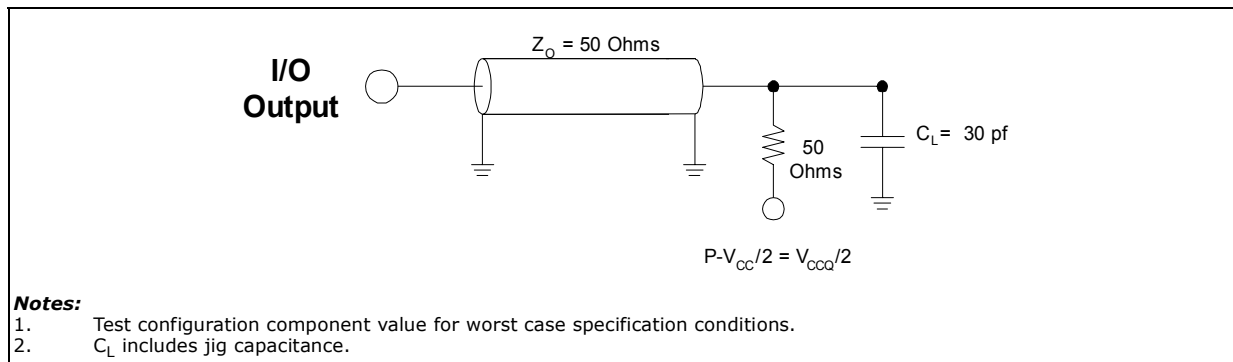 Z_O = 50 Ohms
I/O
Output
C_L = 30 pf
50
Ohms
P-V_CC/2 = V_CCQ/2
Notes:
1. Test configuration component value for worst case specification conditions.
2. C_L includes jig capacitance.